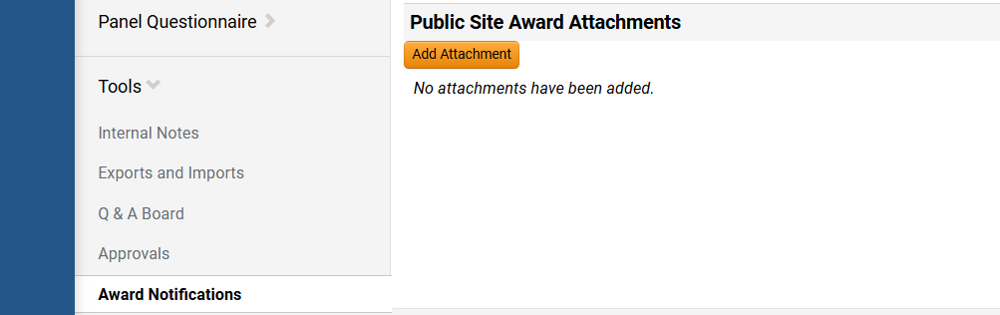 Panel Questionnaire
Tools
Internal Notes
Exports and Imports
Q & A Board
Approvals
Award Notifications
Public Site Award Attachments
Add Attachment
No attachments have been added.